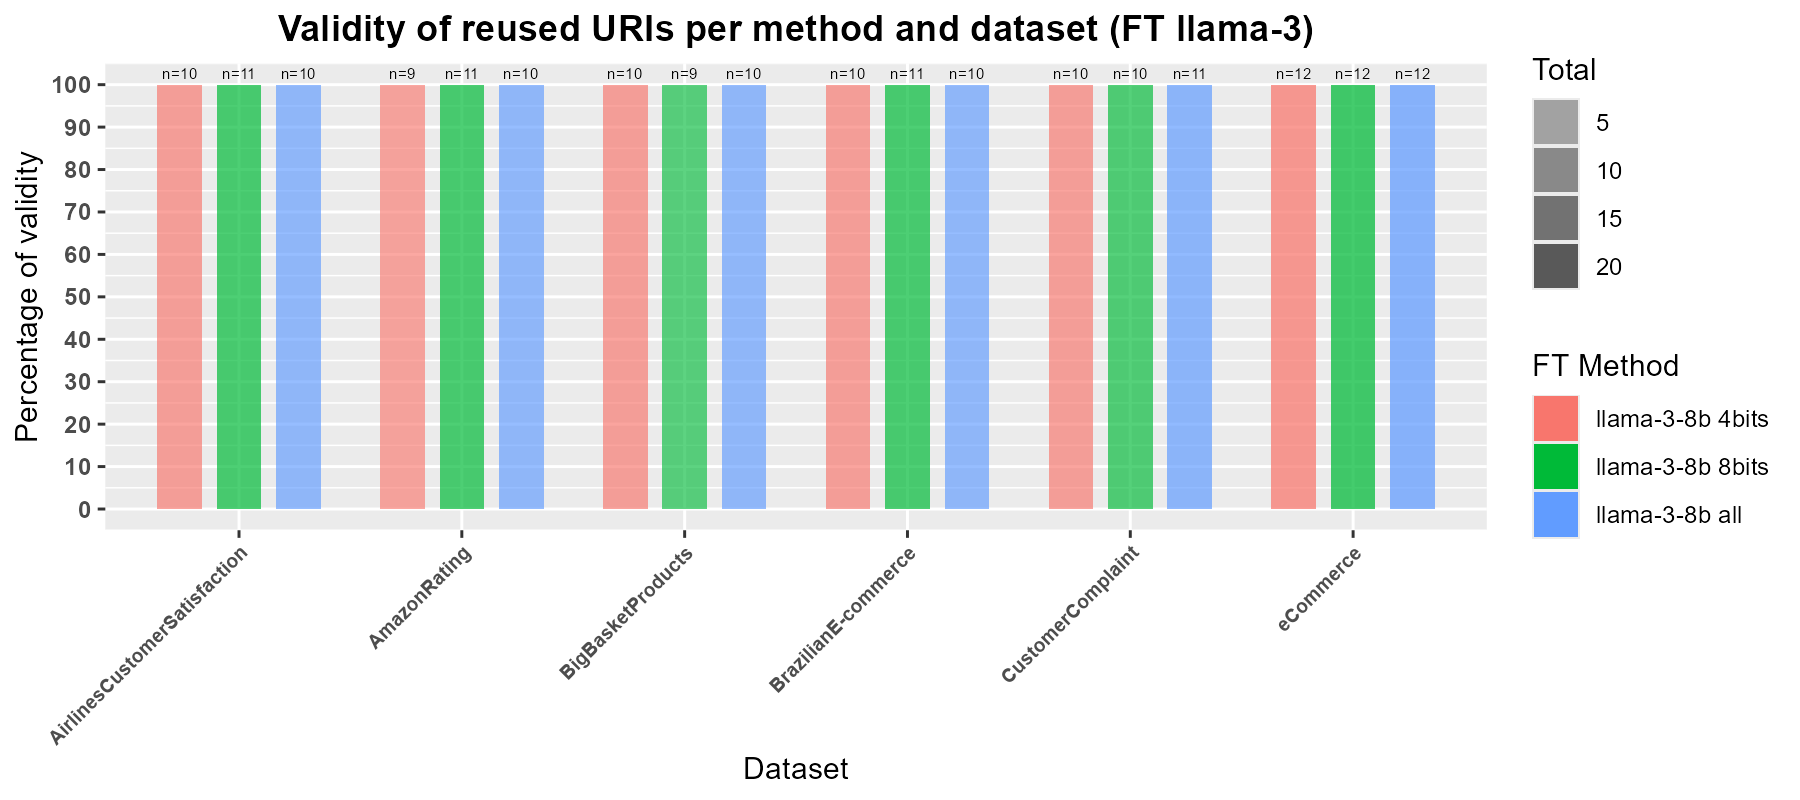 Validity of reused URIs per method and dataset (FT llama-3)
n=10 n=11 n=10 n=9 n=11 n=10 n=10 n=9 n=10 n=10 n=11 n=10 n=10 n=10 n=11 n=12 n=12 n=12
Percentage of validity
100
90
80
70
60
50
40
30
20
10
0
AirlinesCustomerSatisfaction
AmazonRating
BigBasketProducts
BrazilianE-commerce
CustomerComplaint
eCommerce
Dataset
Total
5
10
15
20
FT Method
llama-3-8b 4bits
llama-3-8b 8bits
llama-3-8b all